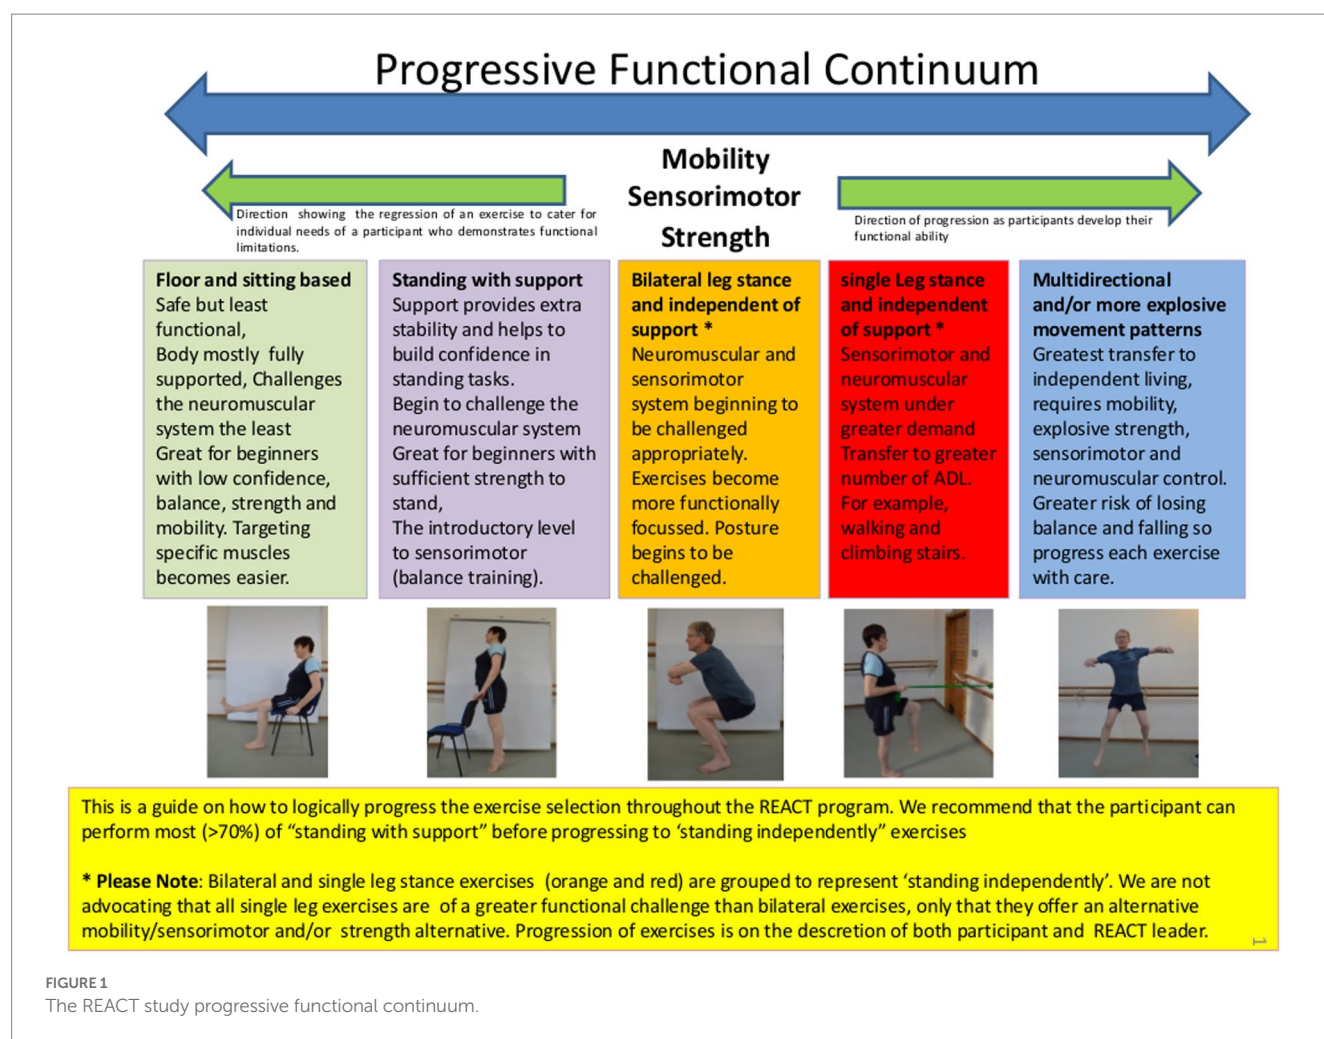 Progressive Functional Continuum
Mobility
Sensorimotor
Strength
Direction showing the regression of an exercise to cater for
individual needs of a participant who demonstrates functional
limitations.
Direction of progression as participants develop their
functional ability
Floor and sitting based
Safe but least
functional,
Body mostly fully
supported, Challenges
the neuromuscular
system the least
Great for beginners
with low confidence,
balance, strength and
mobility. Targeting
specific muscles
becomes easier.
Standing with support
Support provides extra
stability and helps to
build confidence in
standing tasks.
Begin to challenge the
neuromuscular system
Great for beginners with
sufficient strength to
stand,
The introductory level
to sensorimotor
(balance training).
Bilateral leg stance
and independent of
support *
Neuromuscular and
sensorimotor
system beginning to
be challenged
appropriately.
Exercises become
more functionally
focussed. Posture
begins to be
challenged.
single Leg stance
and independent
of support *
Sensorimotor and
neuromuscular
system under
greater demand
Transfer to greater
number of ADL.
For example,
walking and
climbing stairs.
Multidirectional
and/or more explosive
movement patterns
Greatest transfer to
independent living,
requires mobility,
explosive strength,
sensorimotor and
neuromuscular control.
Greater risk of losing
balance and falling so
progress each exercise
with care.
This is a guide on how to logically progress the exercise selection throughout the REACT program. We recommend that the participant can
perform most (>70%) of “standing with support” before progressing to ‘standing independently” exercises
* Please Note: Bilateral and single leg stance exercises (orange and red) are grouped to represent ‘standing independently’. We are not
advocating that all single leg exercises are of a greater functional challenge than bilateral exercises, only that they offer an alternative
mobility/sensorimotor and/or strength alternative. Progression of exercises is on the descretion of both participant and REACT leader.
1
FIGURE 1
The REACT study progressive functional continuum.